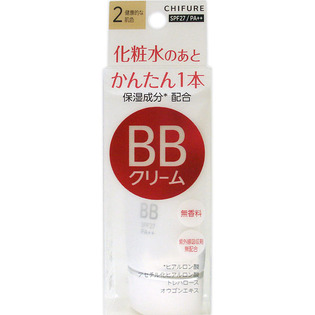 2 健康的な
肌色
CHIFURE
SPF27 / PA++
化粧水のあと
かんたん1本
保湿成分* 配合
BB
クリーム
無香料
BB
SPF27
PA++
紫外線吸収剤
無配合
*ヒアルロン酸
アセチル化ヒアルロン酸
トレハロース
オウゴンエキス